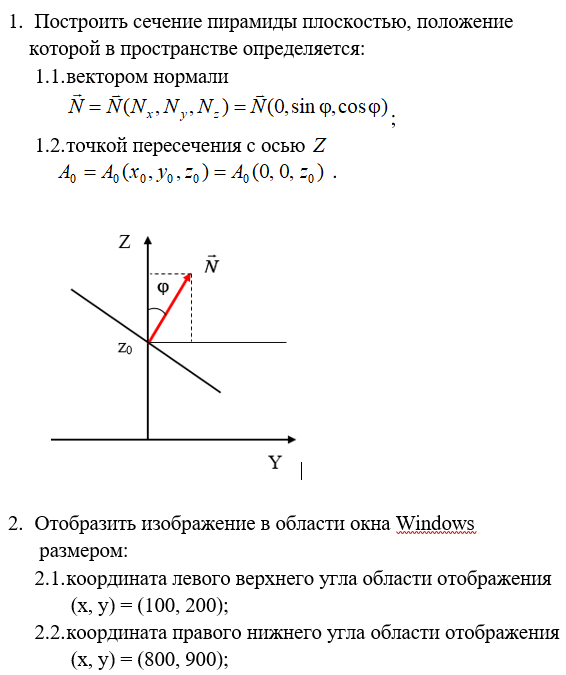 1. Построить сечение пирамиды плоскостью, положение
которой в пространстве определяется:
1.1.вектором нормали
N⃗ = N⃗(Nx, Ny, Nz) = N⃗(0, sin φ, cos φ) ;
1.2.точкой пересечения с осью Z
A₀ = A₀(x₀, y₀, z₀) = A₀(0, 0, z₀) .
Z
N⃗
φ
Z₀
Y
2. Отобразить изображение в области окна Windows
размером:
2.1.координата левого верхнего угла области отображения
(x, y) = (100, 200);
2.2.координата правого нижнего угла области отображения
(x, y) = (800, 900);